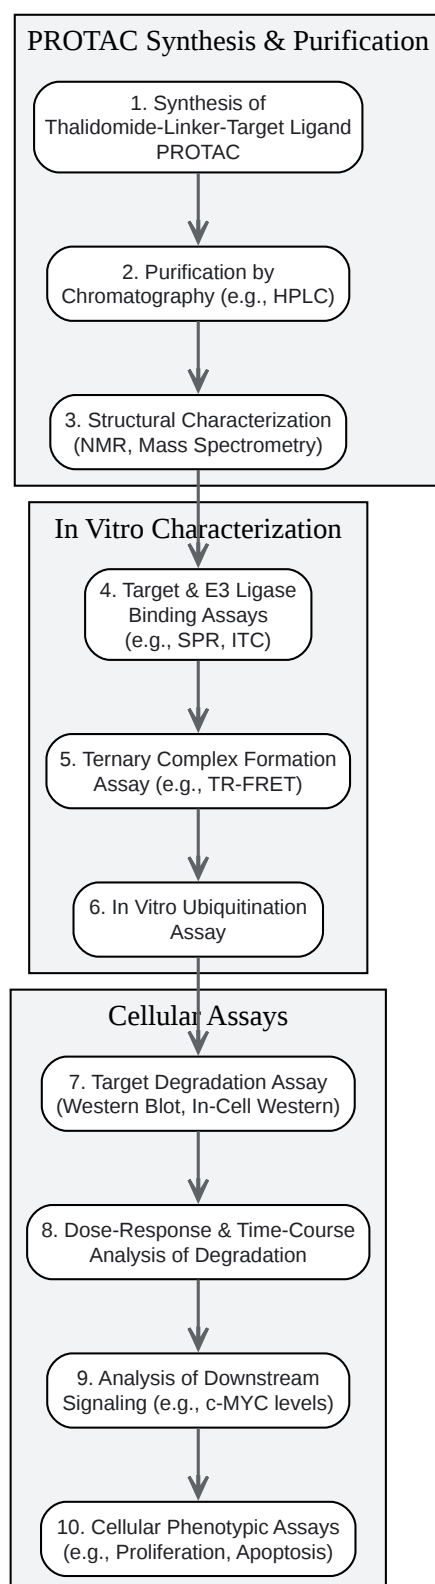 PROTAC Synthesis & Purification
1. Synthesis of
Thalidomide-Linker-Target Ligand
PROTAC
2. Purification by
Chromatography (e.g., HPLC)
3. Structural Characterization
(NMR, Mass Spectrometry)
In Vitro Characterization
4. Target & E3 Ligase
Binding Assays
(e.g., SPR, ITC)
5. Ternary Complex Formation
Assay (e.g., TR-FRET)
6. In Vitro Ubiquitination
Assay
Cellular Assays
7. Target Degradation Assay
(Western Blot, In-Cell Western)
8. Dose-Response & Time-Course
Analysis of Degradation
9. Analysis of Downstream
Signaling (e.g., c-MYC levels)
10. Cellular Phenotypic Assays
(e.g., Proliferation, Apoptosis)